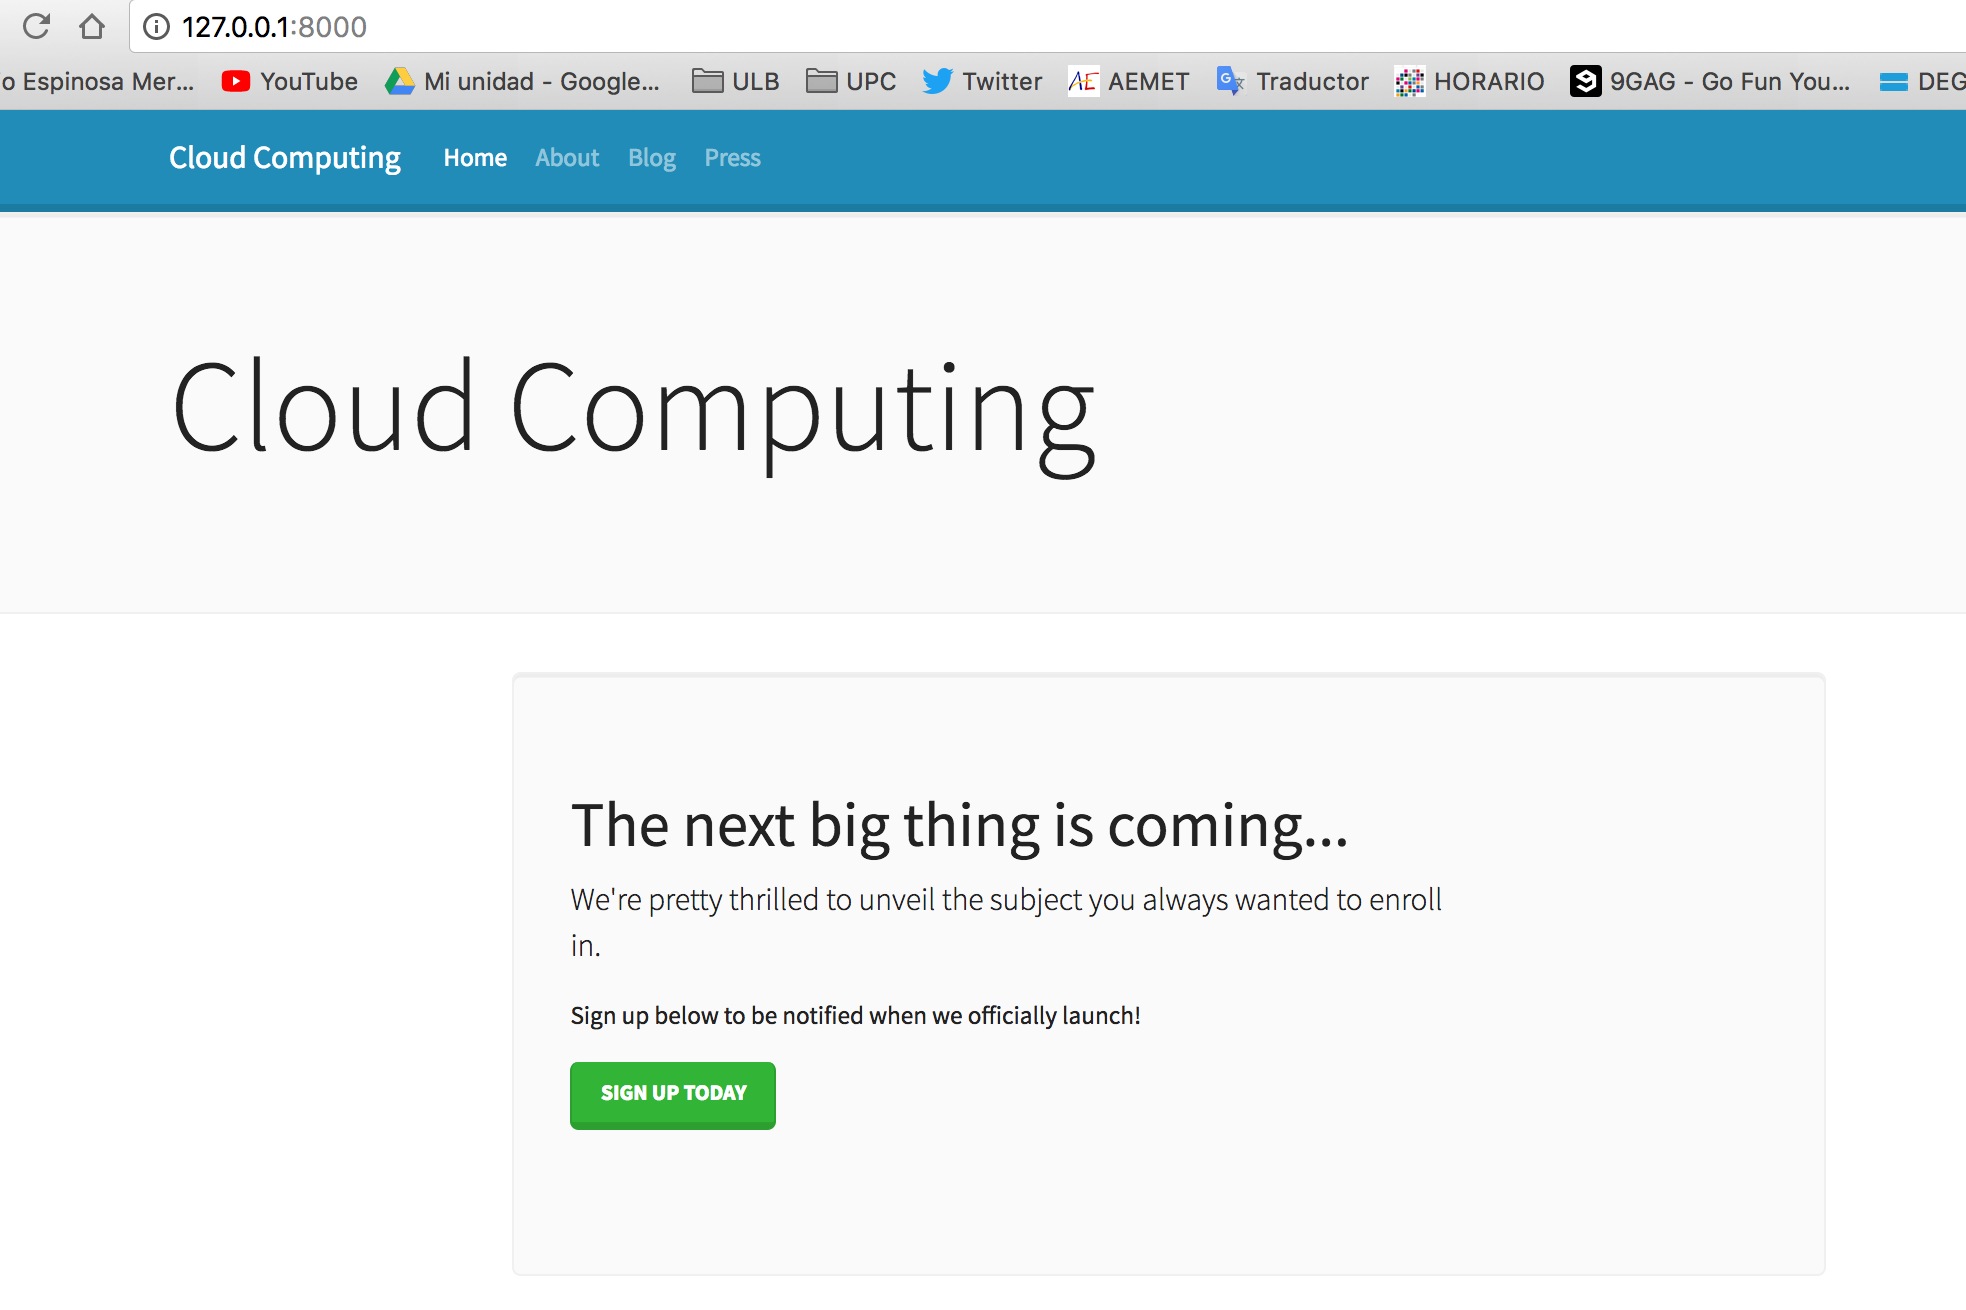 127.0.0.1:8000
o Espinosa Mer... YouTube Mi unidad - Google... ULB UPC Twitter AEMET Traductor HORARIO 9GAG - Go Fun You... DEG
Cloud Computing Home About Blog Press
Cloud Computing
The next big thing is coming...
We're pretty thrilled to unveil the subject you always wanted to enroll
in.
Sign up below to be notified when we officially launch!
SIGN UP TODAY